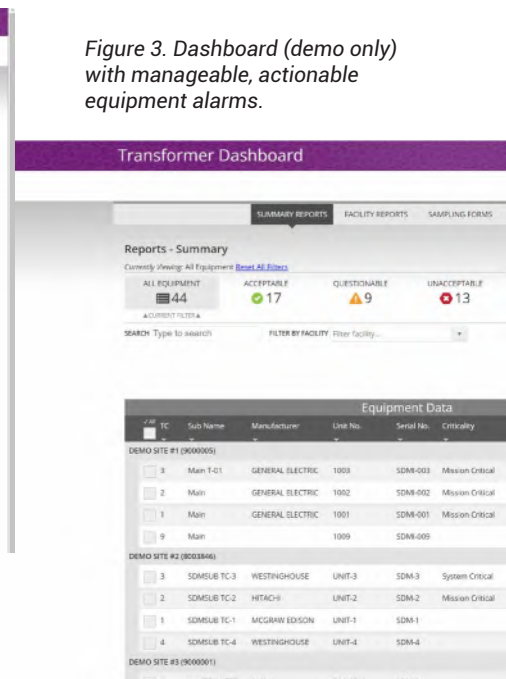 Figure 3. Dashboard (demo only)
with manageable, actionable
equipment alarms.
Transformer Dashboard
SUMMARY REPORTS FACILITY REPORTS SAMPLING FORMS
Reports - Summary
Currently Viewing: All Equipment Reset All Filters
ALL EQUIPMENT ACCEPTABLE QUESTIONABLE UNACCEPTABLE
44 17 9 13
▲CURRENT FILTER▲
SEARCH Type to search FILTER BY FACILITY Filter facility...
Equipment Data
TC Sub Name Manufacturer Unit No. Serial No. Criticality
DEMO SITE #1 (9000005)
3 Main T-01 GENERAL ELECTRIC 1003 SDMI-003 Mission Critical
2 Main GENERAL ELECTRIC 1002 SDMI-002 Mission Critical
1 Main GENERAL ELECTRIC 1001 SDMI-001 Mission Critical
9 Main 1009 SDMI-009
DEMO SITE #2 (8003846)
3 SDMSUB TC-3 WESTINGHOUSE UNIT-3 SDM-3 System Critical
2 SDMSUB TC-2 HITACHI UNIT-2 SDM-2 Mission Critical
1 SDMSUB TC-1 MCGRAW EDISON UNIT-1 SDM-1
4 SDMSUB TC-4 WESTINGHOUSE UNIT-4 SDM-4
DEMO SITE #3 (9000001)